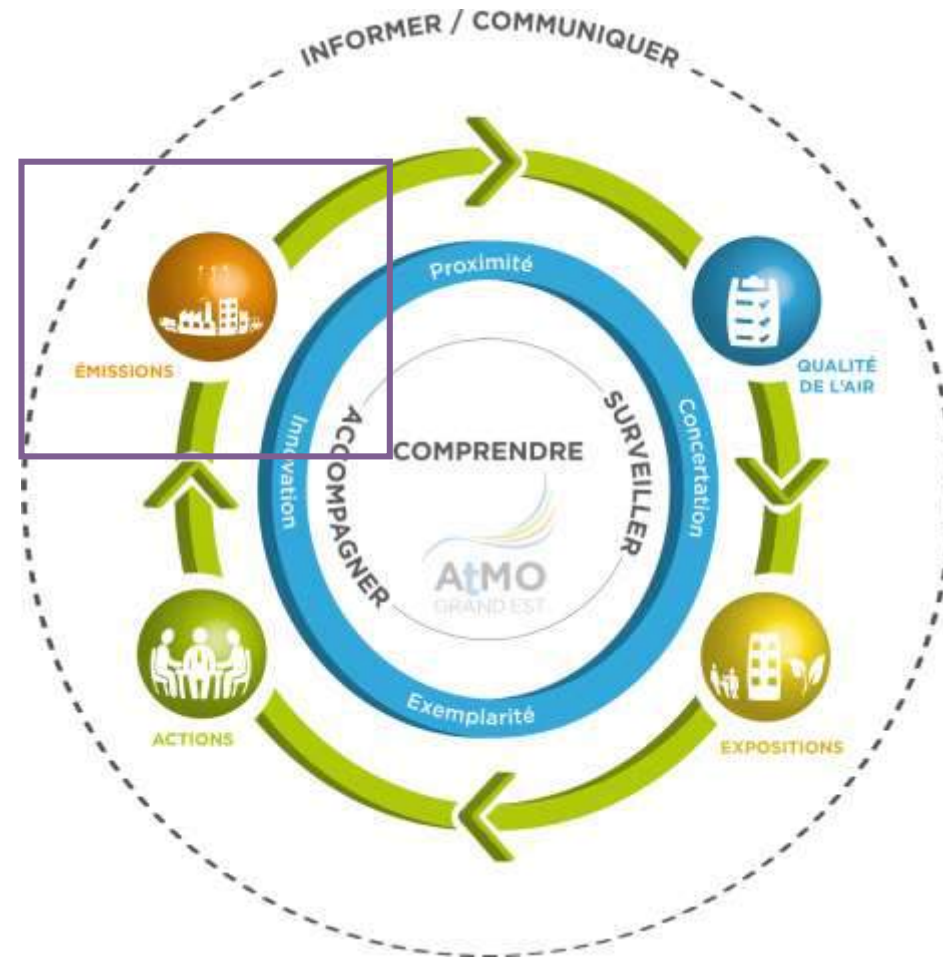 INFORMER / COMMUNIQUER
Proximité
ÉMISSIONS
QUALITÉ
DE L'AIR
Innovation
ACCOMPAGNER
COMPRENDRE
SURVEILLER
Concertation
AtMO
GRAND EST
Exemplarité
ACTIONS
EXPOSITIONS